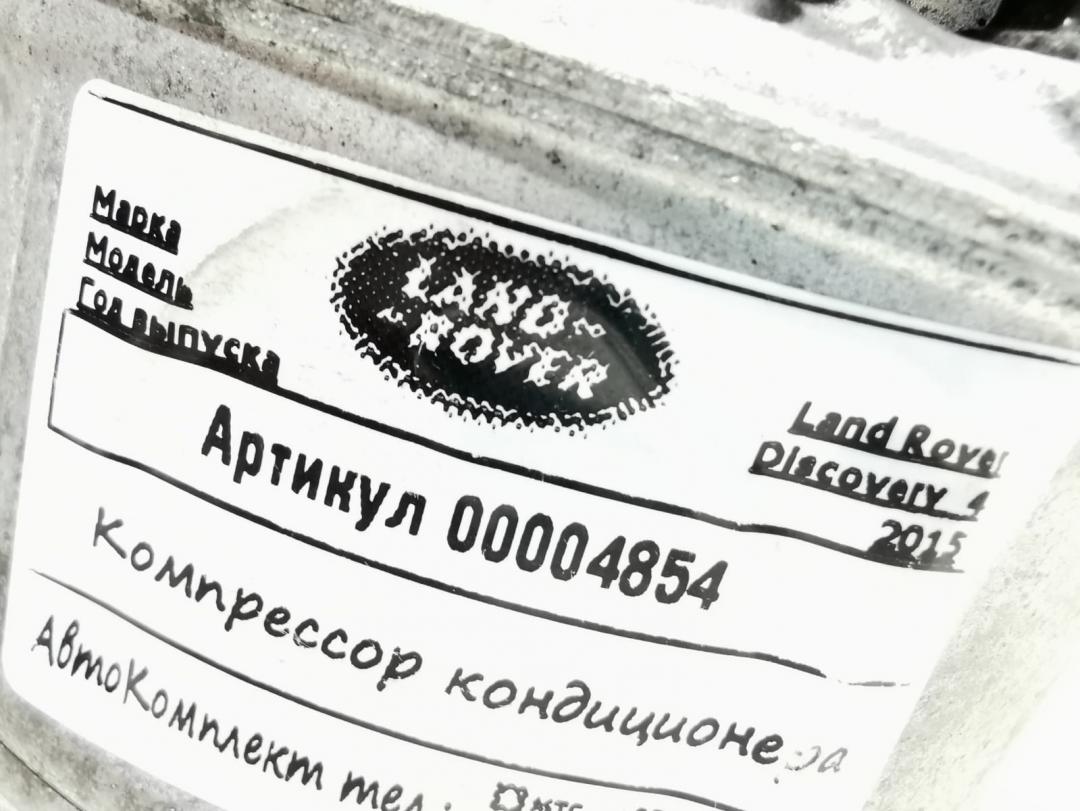 Марка
Модель
Год выпуска
LAND-
-ROVER
Land Rover
Discovery 4
2015
Артикул 00004854
Компрессор кондиционера
АвтоКомплект тел.: